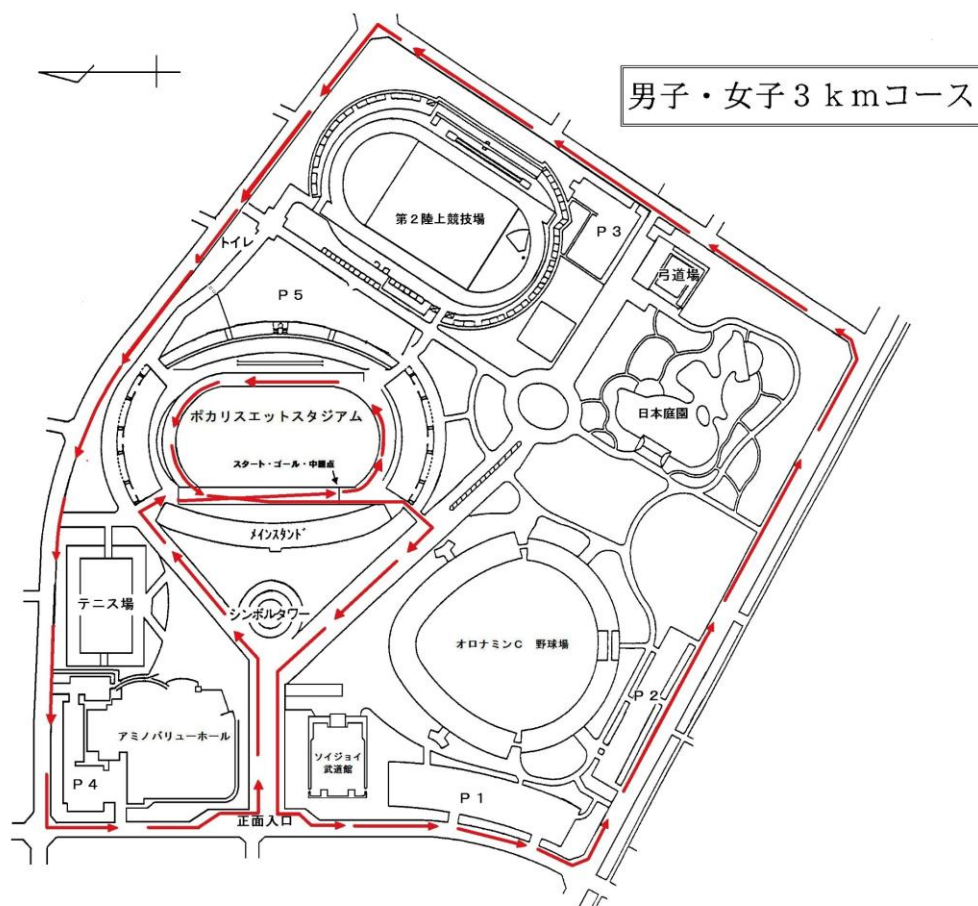 男子・女子3kmコース
第2陸上競技場
P3
トイレ
弓道場
P5
ポカリスエットスタジアム
日本庭園
スタート・ゴール・中間点
メインスタンド
テニス場
シンボルタワー
オロナミンC 野球場
P2
アミノバリューホール
ソイジョイ
武道館
P4
P1
正面入口